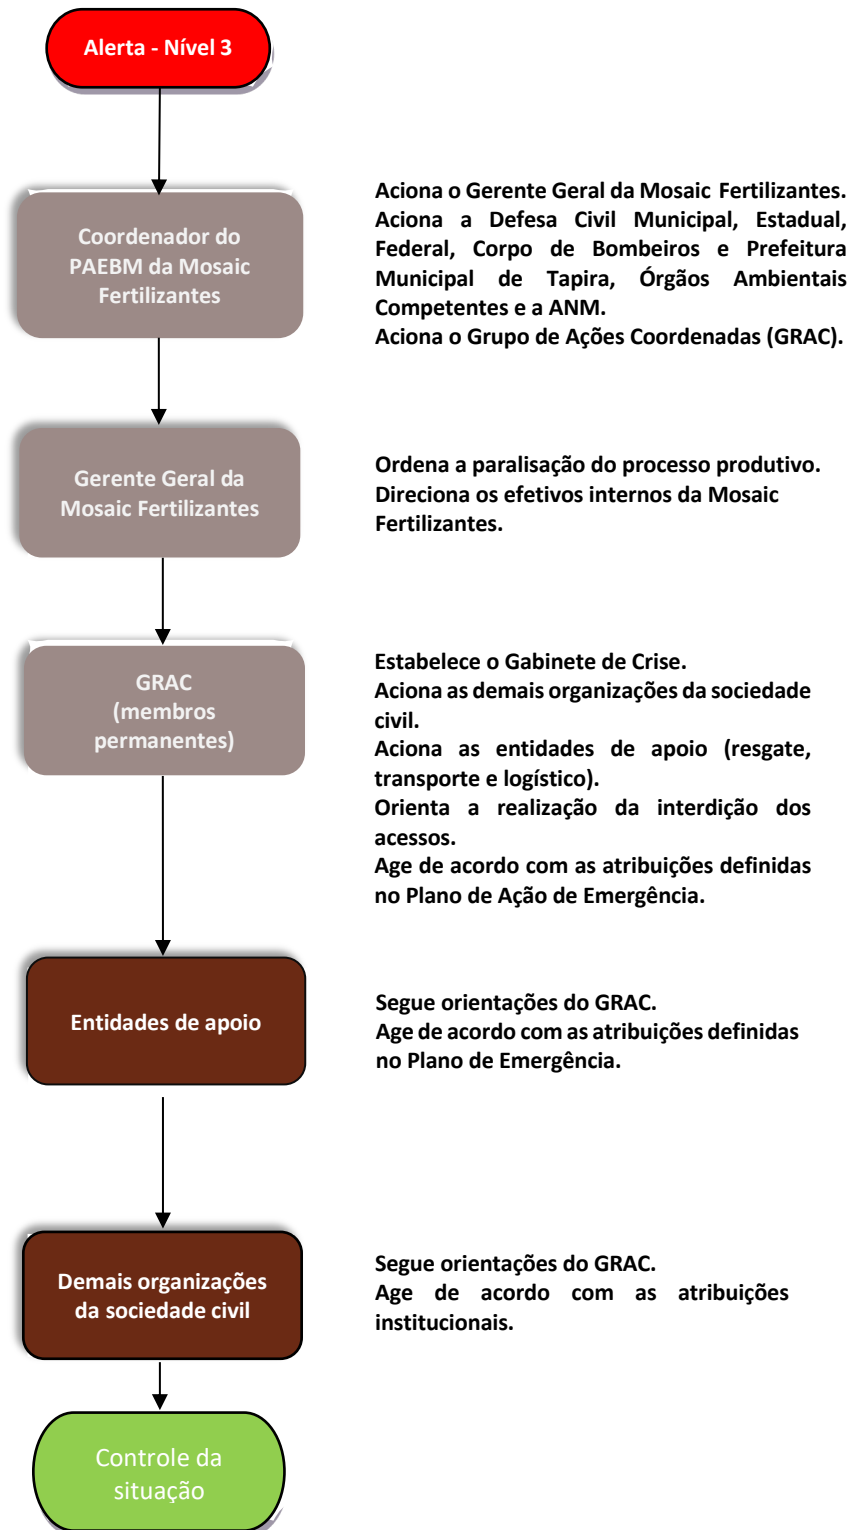 Alerta - Nível 3
Coordenador do
PAEBM da Mosaic
Fertilizantes
Aciona o Gerente Geral da Mosaic Fertilizantes.
Aciona a Defesa Civil Municipal, Estadual,
Federal, Corpo de Bombeiros e Prefeitura
Municipal de Tapira, Órgãos Ambientais
Competentes e a ANM.
Aciona o Grupo de Ações Coordenadas (GRAC).
Gerente Geral da
Mosaic Fertilizantes
Ordena a paralisação do processo produtivo.
Direciona os efetivos internos da Mosaic
Fertilizantes.
GRAC
(membros
permanentes)
Estabelece o Gabinete de Crise.
Aciona as demais organizações da sociedade
civil.
Aciona as entidades de apoio (resgate,
transporte e logístico).
Orienta a realização da interdição dos
acessos.
Age de acordo com as atribuições definidas
no Plano de Ação de Emergência.
Entidades de apoio
Segue orientações do GRAC.
Age de acordo com as atribuições definidas
no Plano de Emergência.
Demais organizações
da sociedade civil
Segue orientações do GRAC.
Age de acordo com as atribuições
institucionais.
Controle da
situação